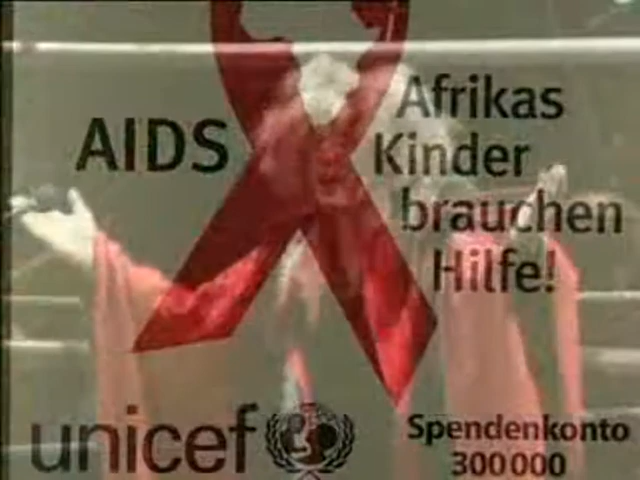 AIDS
Afrikas
Kinder
brauchen
Hilfe!
unicef
Spendenkonto
300000